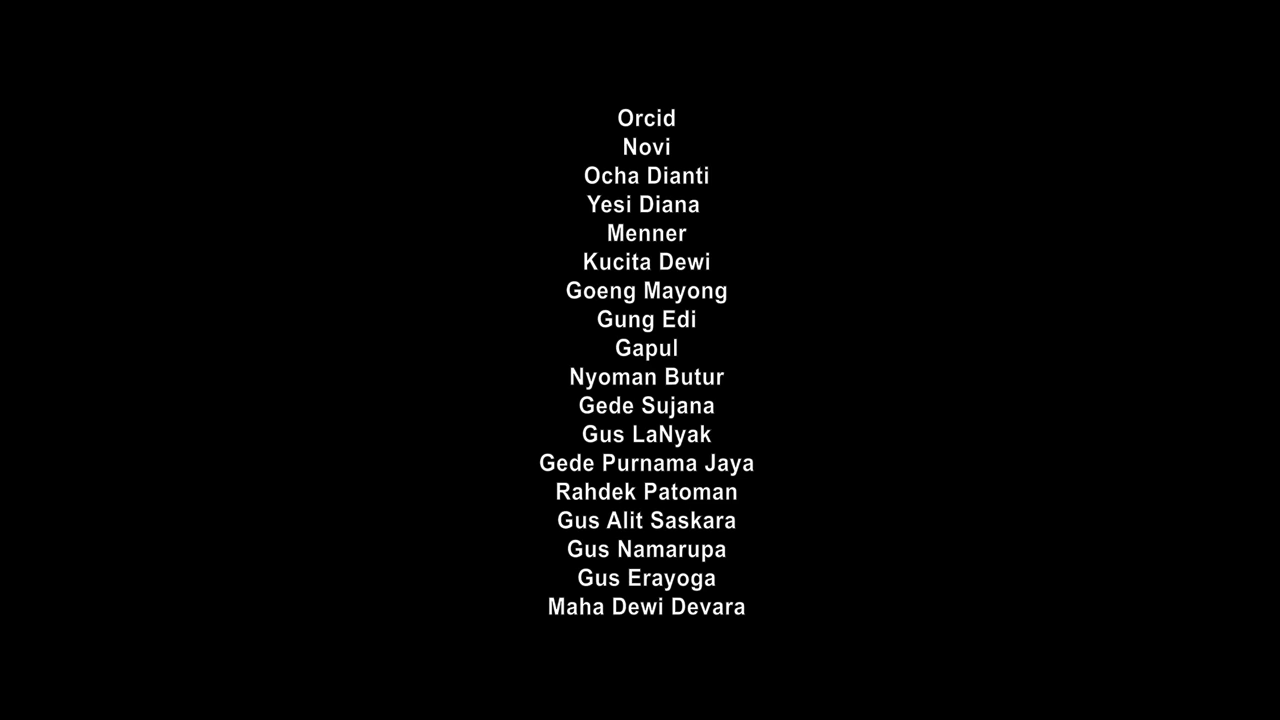 Orcid
Novi
Ocha Dianti
Yesi Diana
Menner
Kucita Dewi
Goeng Mayong
Gung Edi
Gapul
Nyoman Butur
Gede Sujana
Gus LaNyak
Gede Purnama Jaya
Rahdek Patoman
Gus Alit Saskara
Gus Namarupa
Gus Erayoga
Maha Dewi Devara